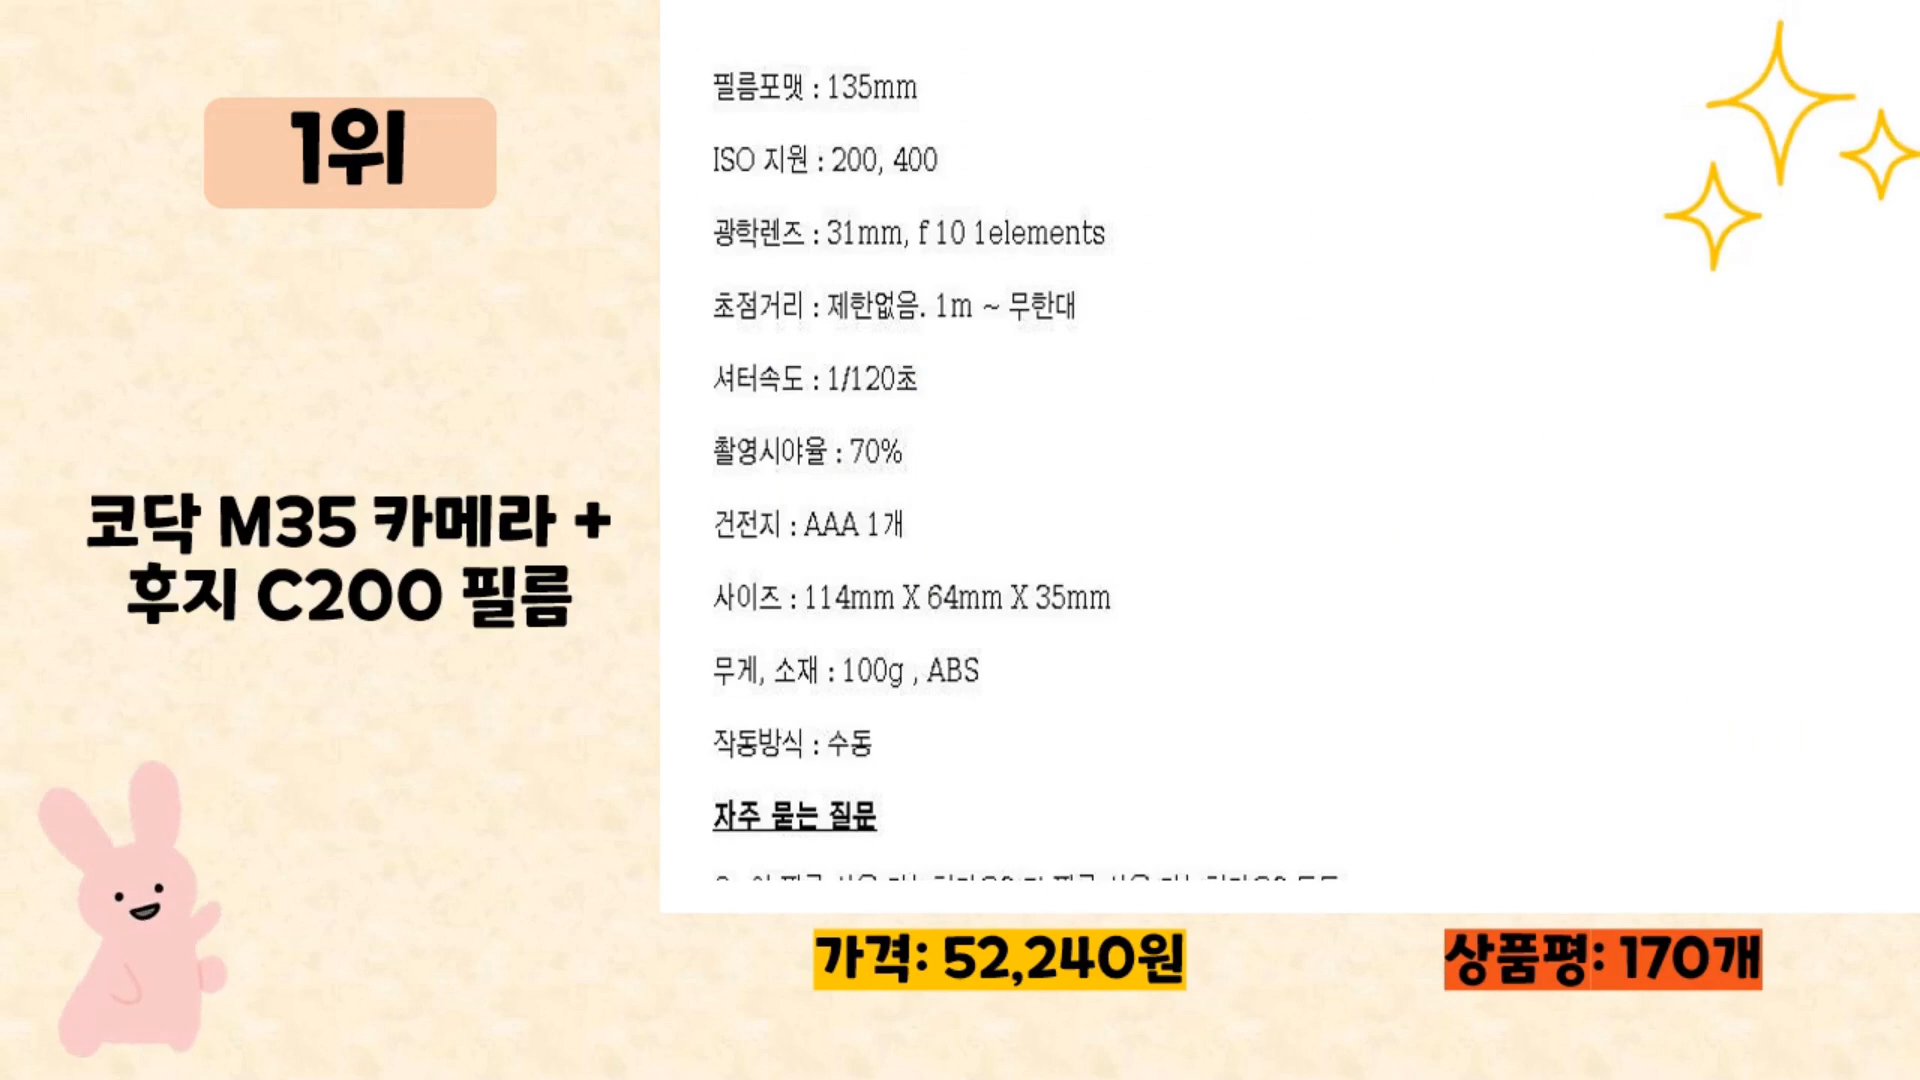 1위
코닥 M35 카메라 +
후지 C200 필름
필름포맷 : 135mm
ISO 지원 : 200, 400
광학렌즈 : 31mm, f 10 1elements
초점거리 : 제한없음. 1m ~ 무한대
셔터속도 : 1/120초
촬영시야율 : 70%
건전지 : AAA 1개
사이즈 : 114mm X 64mm X 35mm
무게, 소재 : 100g , ABS
작동방식 : 수동
자주 묻는 질문
가격: 52,240원
상품평: 170개